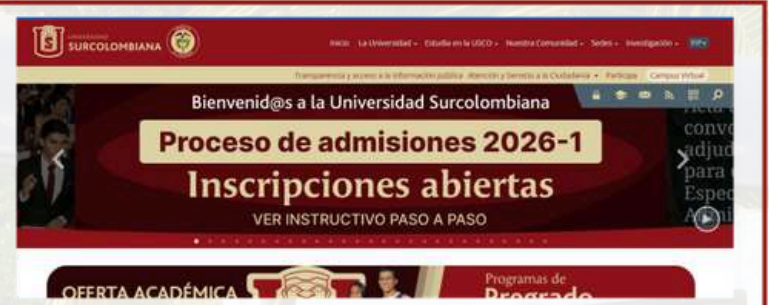 UNIVERSIDAD
SURCOLOMBIANA
Inicio La Universidad Estudia en la USCO Nuestra Comunidad Sedes Investigación
Transparencia y acceso a la información pública Atención y Servicio a la Ciudadanía Participa Campus Virtual
Bienvenid@s a la Universidad Surcolombiana
Proceso de admisiones 2026-1
Inscripciones abiertas
VER INSTRUCTIVO PASO A PASO
convo
adjud
para
Espec
OFERTA ACADÉMICA
Programas de
Pregrado